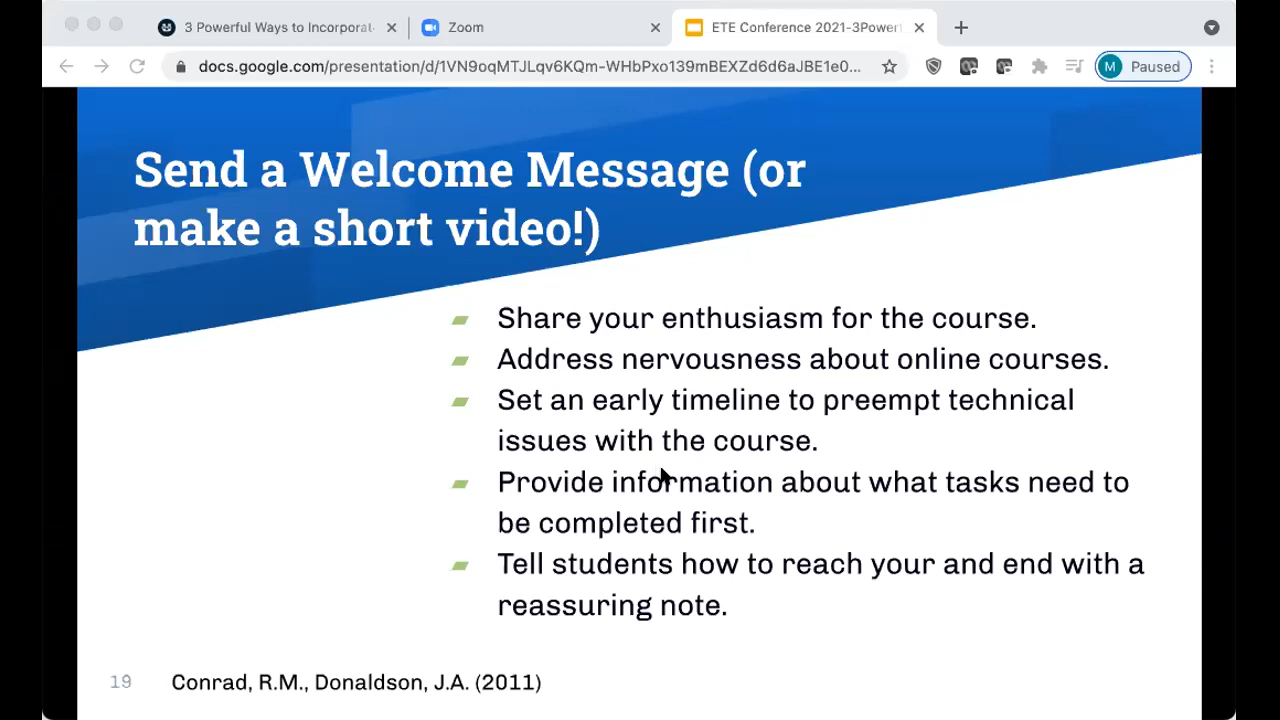 3 Powerful Ways to Incorporat
Zoom
ETE Conference 2021-3Powerf
docs.google.com/presentation/d/1VN9oqMTJLqv6KQm-WHbPxo139mBEXZd6d6aJBE1e0...
M Paused
Send a Welcome Message (or
make a short video!)
Share your enthusiasm for the course.
Address nervousness about online courses.
Set an early timeline to preempt technical
issues with the course.
Provide information about what tasks need to
be completed first.
Tell students how to reach your and end with a
reassuring note.
19 Conrad, R.M., Donaldson, J.A. (2011)